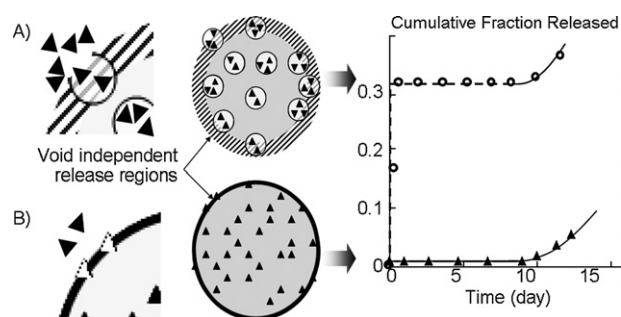 A)
Void independent
release regions
B)
Cumulative Fraction Released
0.3
0.2
0.1
0
0 5 10 15
Time (day)